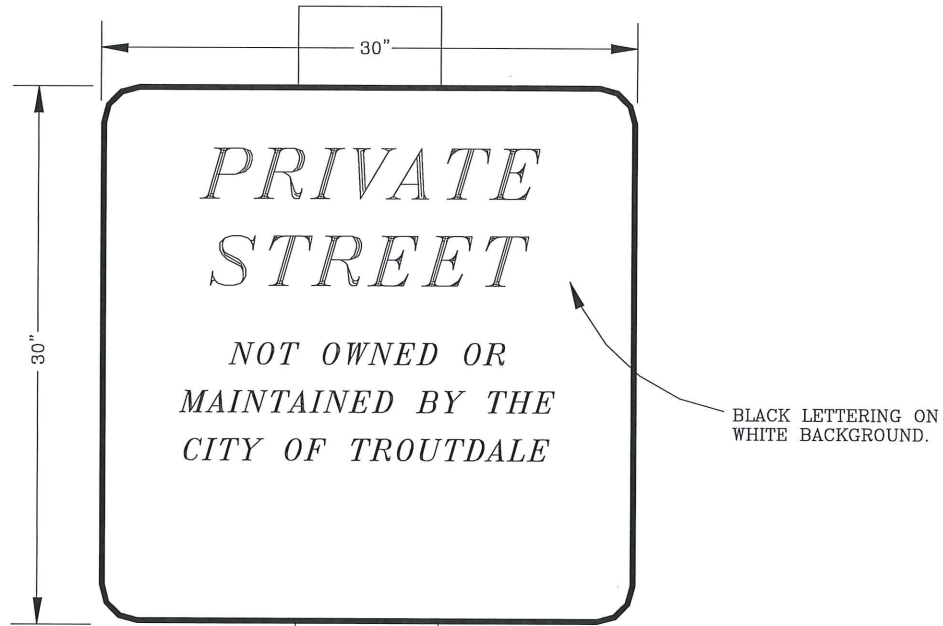 30"
PRIVATE
STREET
30"
NOT OWNED OR
MAINTAINED BY THE
CITY OF TROUTDALE
BLACK LETTERING ON
WHITE BACKGROUND.